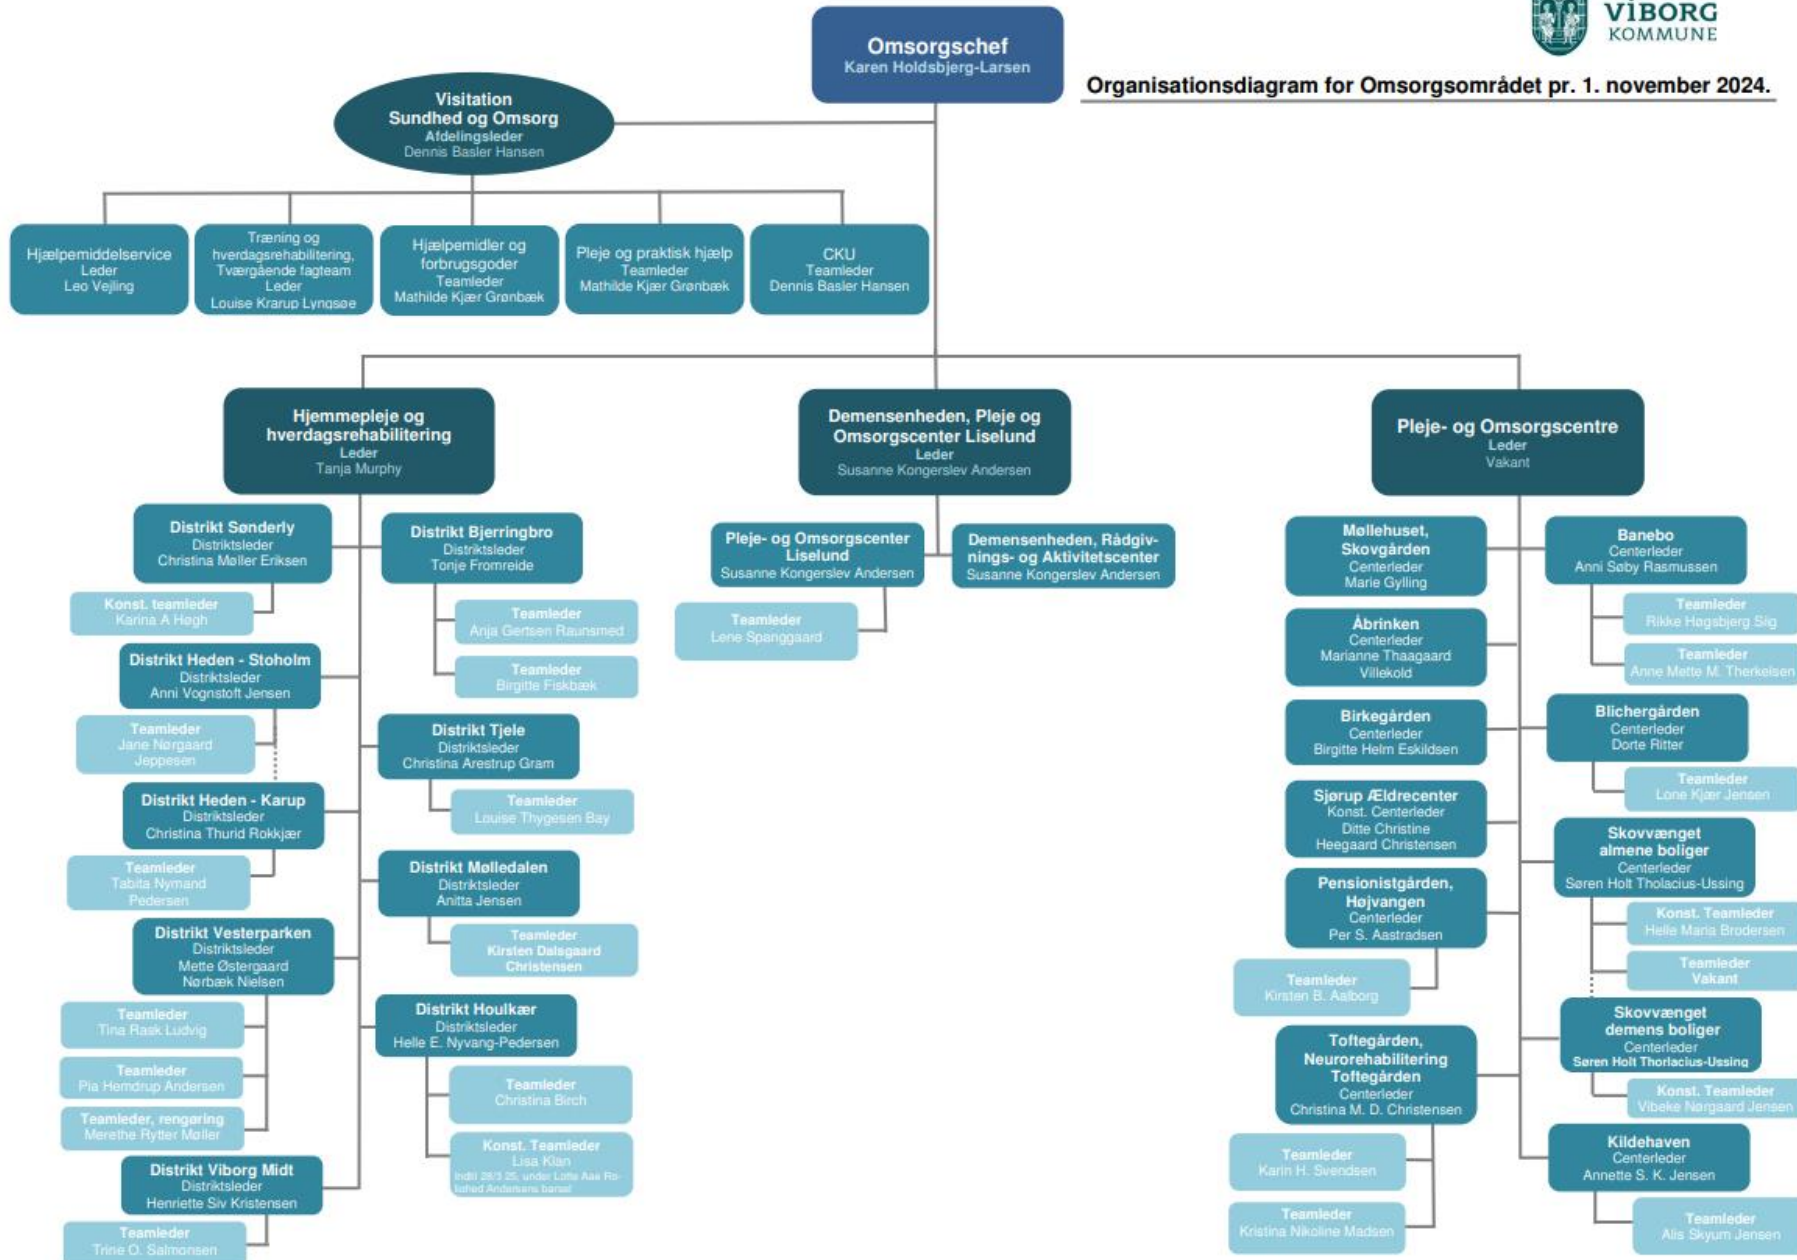 VIBORG
KOMMUNE
Organisationsdiagram for Omsorgsområdet pr. 1. november 2024.
Omsorgschef
Karen Holdsbjerg-Larsen
Visitation
Sundhed og Omsorg
Afdelingsleder
Dennis Basler Hansen
Hjælpemiddelservice
Leder
Leo Vejling
Træning og
hverdagsrehabilitering,
Tværgående fagteam
Leder
Louise Krarup Lyngsøe
Hjælpemidler og
forbrugsgoder
Teamleder
Mathilde Kjær Grønbæk
Pleje og praktisk hjælp
Teamleder
Mathilde Kjær Grønbæk
CKU
Teamleder
Dennis Basler Hansen
Hjemmepleje og
hverdagsrehabilitering
Leder
Tanja Murphy
Distrikt Sønderly
Distriktsleder
Christina Møller Eriksen
Konst. teamleder
Karina A Høgh
Distrikt Heden - Stoholm
Distriktsleder
Anni Vognstoft Jensen
Teamleder
Jane Nørgaard
Jeppesen
Distrikt Heden - Karup
Distriktsleder
Christina Thurid Rokkjær
Teamleder
Tabita Nymand
Pedersen
Distrikt Vesterparken
Distriktsleder
Mette Østergaard
Nørbæk Nielsen
Teamleder
Tina Rask Ludvig
Teamleder
Pia Hemdrup Andersen
Teamleder, rengøring
Merethe Rytter Møller
Distrikt Viborg Midt
Distriktsleder
Henriette Siv Kristensen
Teamleder
Trine O. Salmonsen
Distrikt Bjerringbro
Distriktsleder
Tonje Fromreide
Teamleder
Anja Gertsen Raunsmed
Teamleder
Birgitte Fiskbæk
Distrikt Tjele
Distriktsleder
Christina Arestrup Gram
Teamleder
Louise Thygesen Bay
Distrikt Mølledalen
Distriktsleder
Anitta Jensen
Teamleder
Kirsten Dalsgaard
Christensen
Distrikt Houlkær
Distriktsleder
Helle E. Nyvang-Pedersen
Teamleder
Christina Birch
Konst. Teamleder
Lisa Klan
Indtil 28/3 25, under Lotte Aae
Andersens barsel
Demensenheden, Pleje og
Omsorgscenter Liselund
Leder
Susanne Kongerslev Andersen
Pleje- og Omsorgscenter
Liselund
Susanne Kongerslev Andersen
Teamleder
Lene Spanggaard
Demensenheden, Rådgiv-
nings- og Aktivitetscenter
Susanne Kongerslev Andersen
Pleje- og Omsorgscentre
Leder
Vakant
Møllehuset,
Skovgården
Centerleder
Marie Gylling
Åbrinken
Centerleder
Marianne Thaagaard
Villekold
Birkegården
Centerleder
Birgitte Helm Eskildsen
Sjørup Ældrecenter
Konst. Centerleder
Ditte Christine
Heegaard Christensen
Pensionistgården,
Højvangen
Centerleder
Per S. Aastradsen
Teamleder
Kirsten B. Aalborg
Toftegården,
Neurorehabilitering
Toftegården
Centerleder
Christina M. D. Christensen
Teamleder
Karin H. Svendsen
Teamleder
Kristina Nikoline Madsen
Banebo
Centerleder
Anni Søby Rasmussen
Teamleder
Rikke Høgsbjerg
Teamleder
Anne Mette M. Therkelsen
Blichergården
Centerleder
Dorte Ritter
Teamleder
Lone Kjær Jensen
Skovvænget
almene boliger
Centerleder
Søren Holt Tholacius-Ussing
Konst. Teamleder
Helle Maria Brodersen
Teamleder
Vakant
Skovvænget
demens boliger
Centerleder
Søren Holt Thorlacius-Ussing
Konst. Teamleder
Vibeke Nørgaard Jensen
Kildehaven
Centerleder
Annette S. K. Jensen
Teamleder
Alis Skyum Jensen